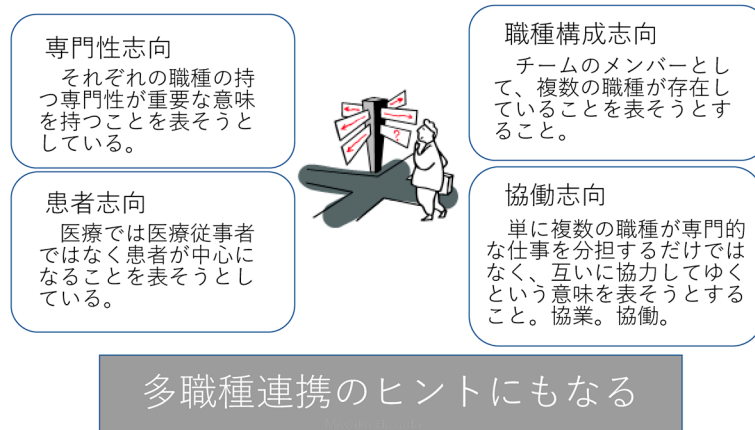 専門性志向
それぞれの職種の持
つ専門性が重要な意味
を持つことを表そうと
している。
患者志向
医療では医療従事者
ではなく患者が中心に
なることを表そうとし
ている。
?
職種構成志向
チームのメンバーとし
て、複数の職種が存在し
ていることを表そうとす
ること。
協働志向
単に複数の職種が専門的
な仕事を分担するだけでは
なく、互いに協力してゆく
という意味を表そうとする
こと。協業。協働。
多職種連携のヒントにもなる